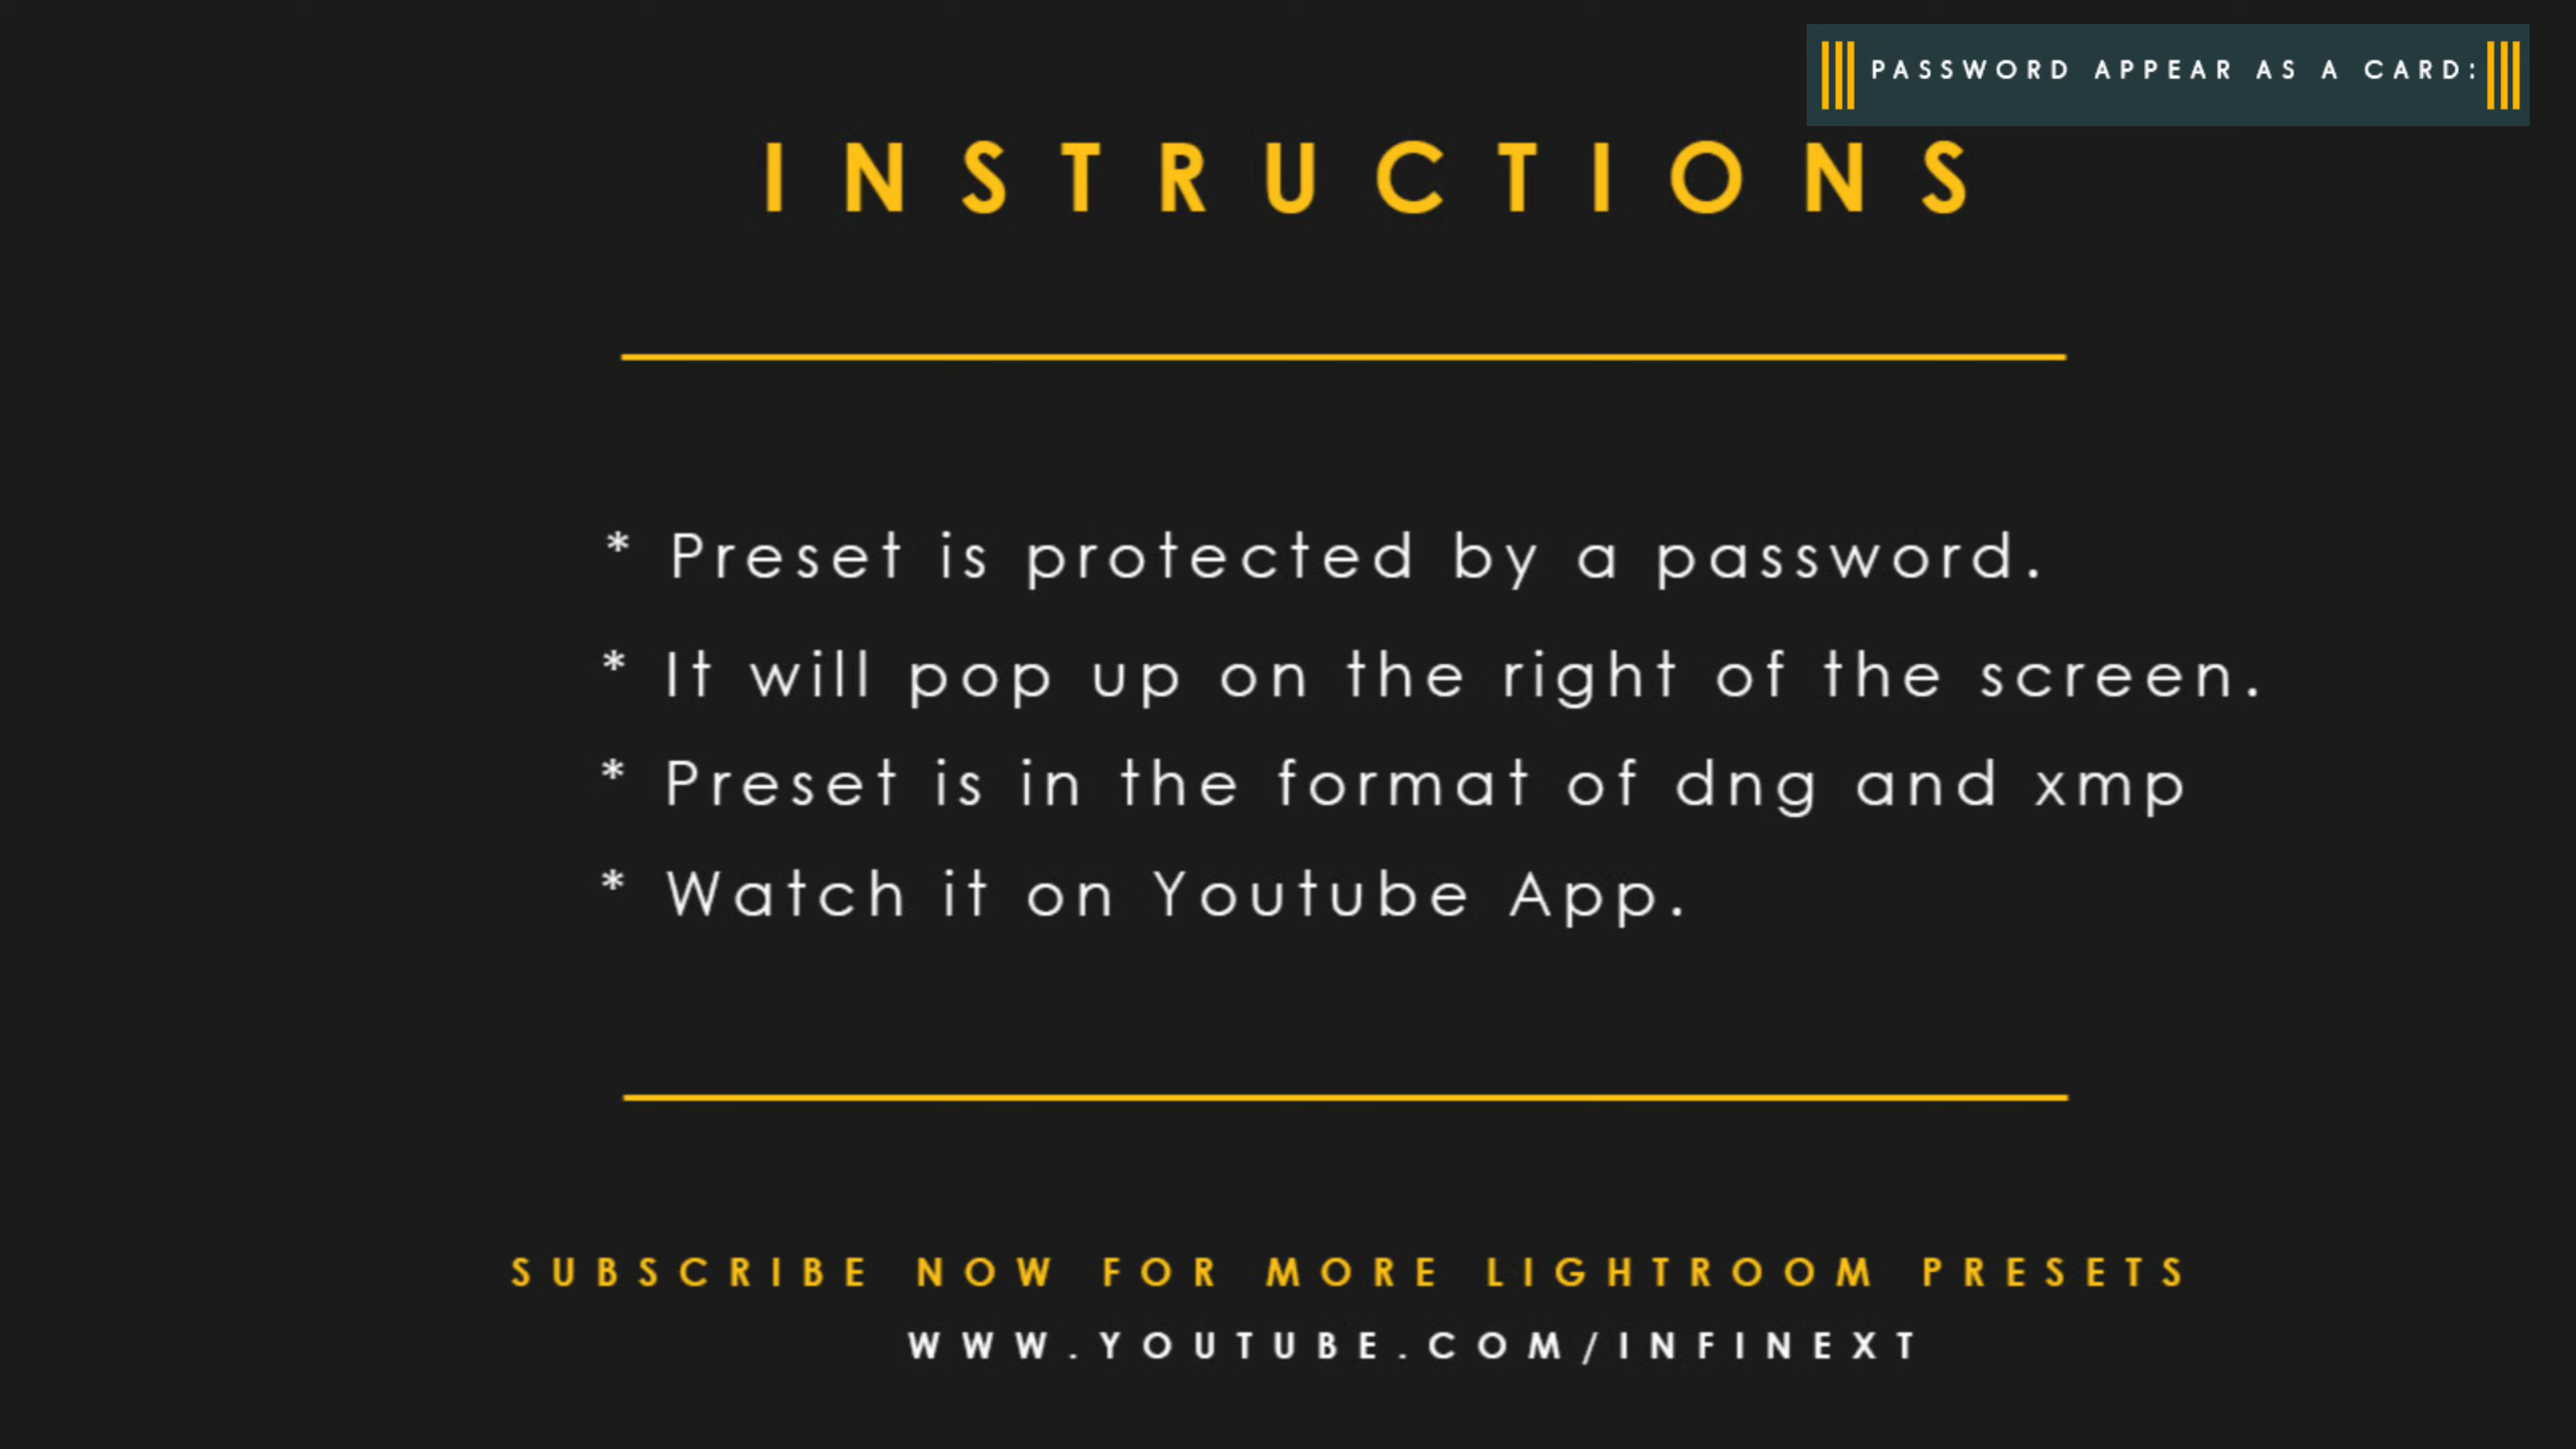 PASSWORD APPEAR AS A CARD:
INSTRUCTIONS
* Preset is protected by a password.
* It will pop up on the right of the screen.
* Preset is in the format of dng and xmp
* Watch it on Youtube App.
SUBSCRIBE NOW FOR MORE LIGHTROOM PRESETS
WWW.YOUTUBE.COM/INFINEXT